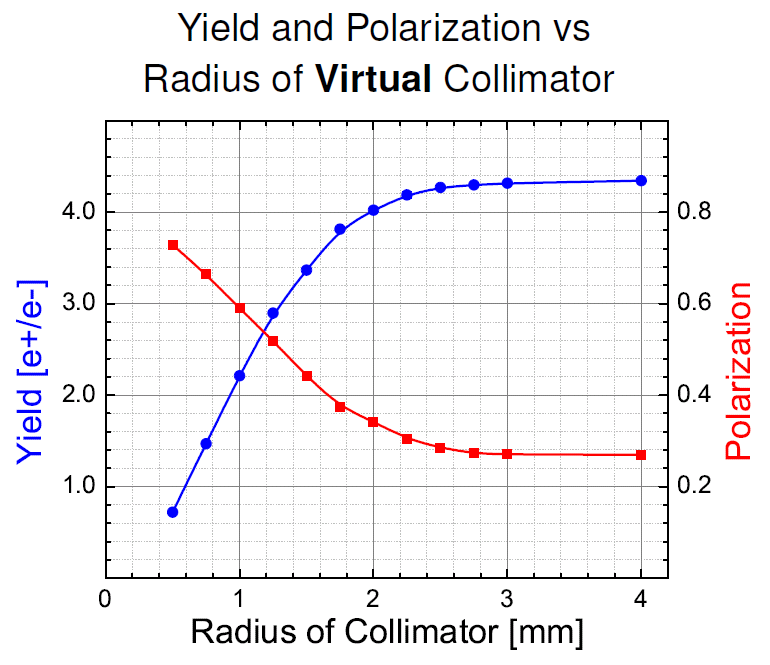 Yield and Polarization vs
Radius of Virtual Collimator
4.0
3.0
2.0
1.0
Yield [e+/e-]
0.8
0.6
0.4
0.2
Polarization
0 1 2 3 4
Radius of Collimator [mm]